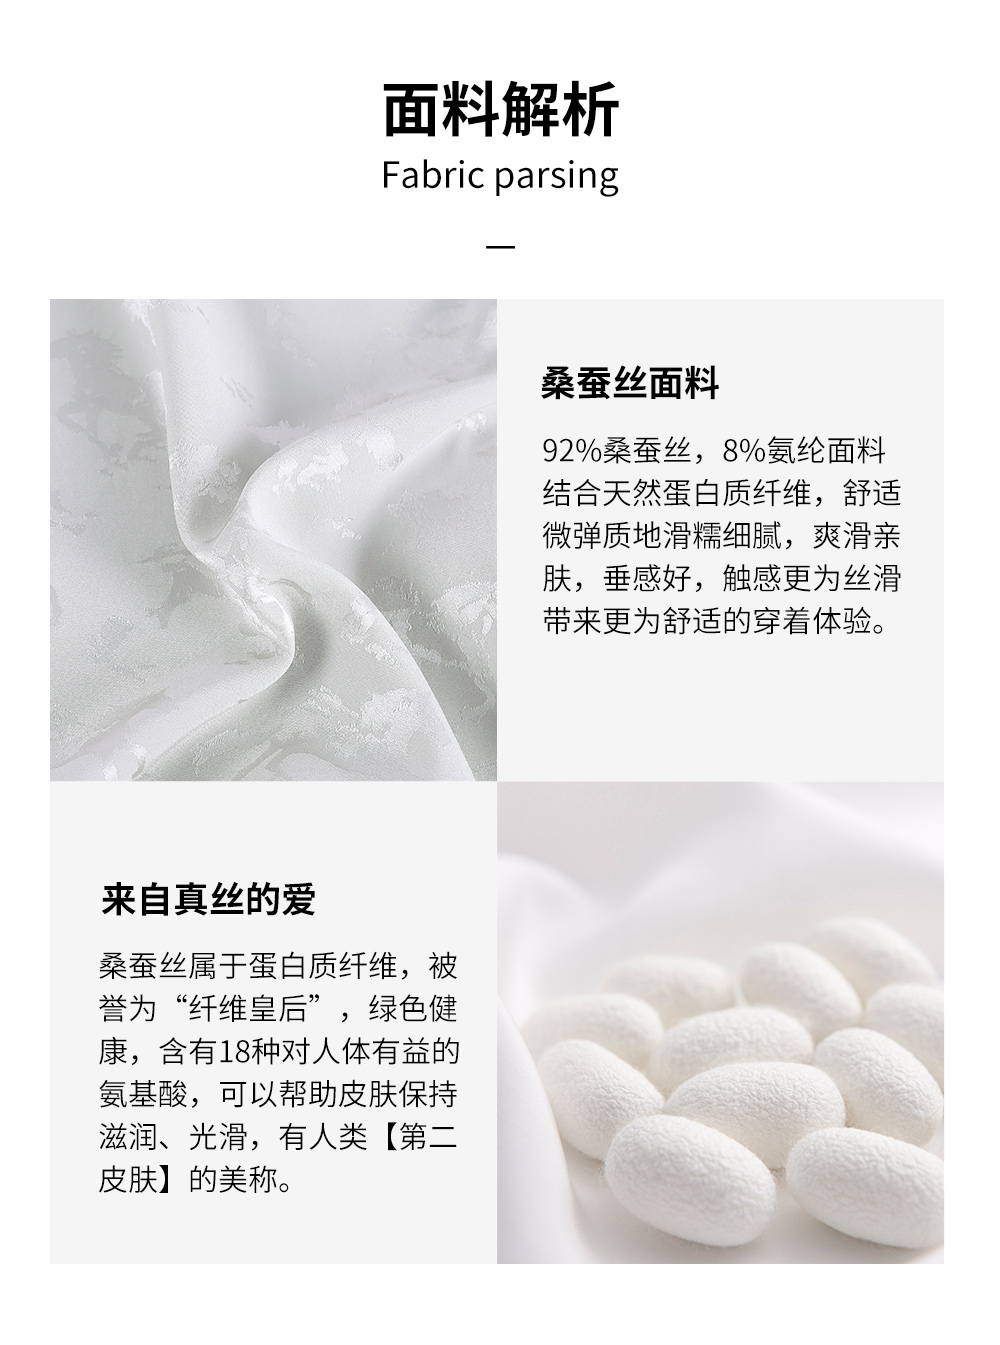 面料解析
Fabric parsing
桑蚕丝面料
92%桑蚕丝，8%氨纶面料
结合天然蛋白质纤维，舒适
微弹质地滑糯细腻，爽滑亲
肤，垂感好，触感更为丝滑
带来更为舒适的穿着体验。
来自真丝的爱
桑蚕丝属于蛋白质纤维，被
誉为“纤维皇后”，绿色健
康，含有18种对人体有益的
氨基酸，可以帮助皮肤保持
滋润、光滑，有人类【第二
皮肤】的美称。